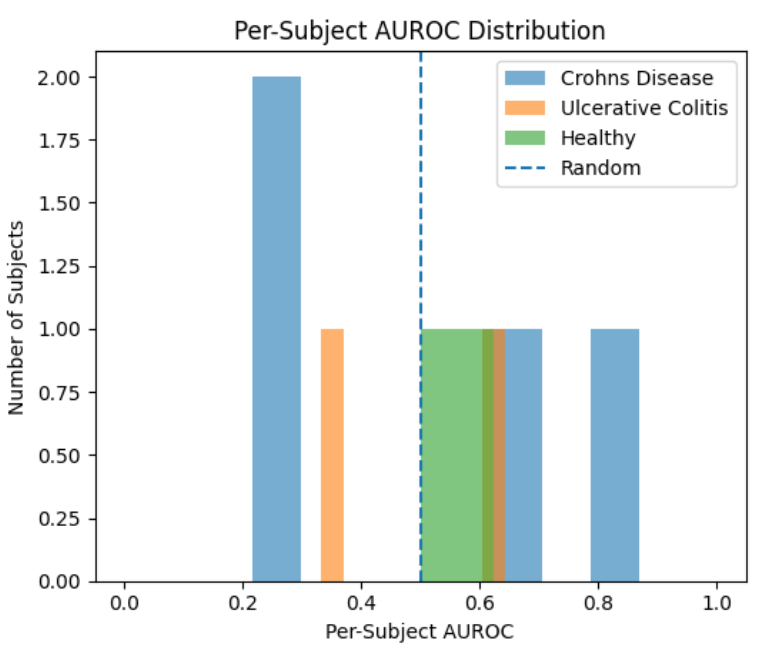 Per-Subject AUROC Distribution
Crohns Disease
Ulcerative Colitis
Healthy
Random
Number of Subjects
2.00
1.75
1.50
1.25
1.00
0.75
0.50
0.25
0.00
0.0 0.2 0.4 0.6 0.8 1.0
Per-Subject AUROC